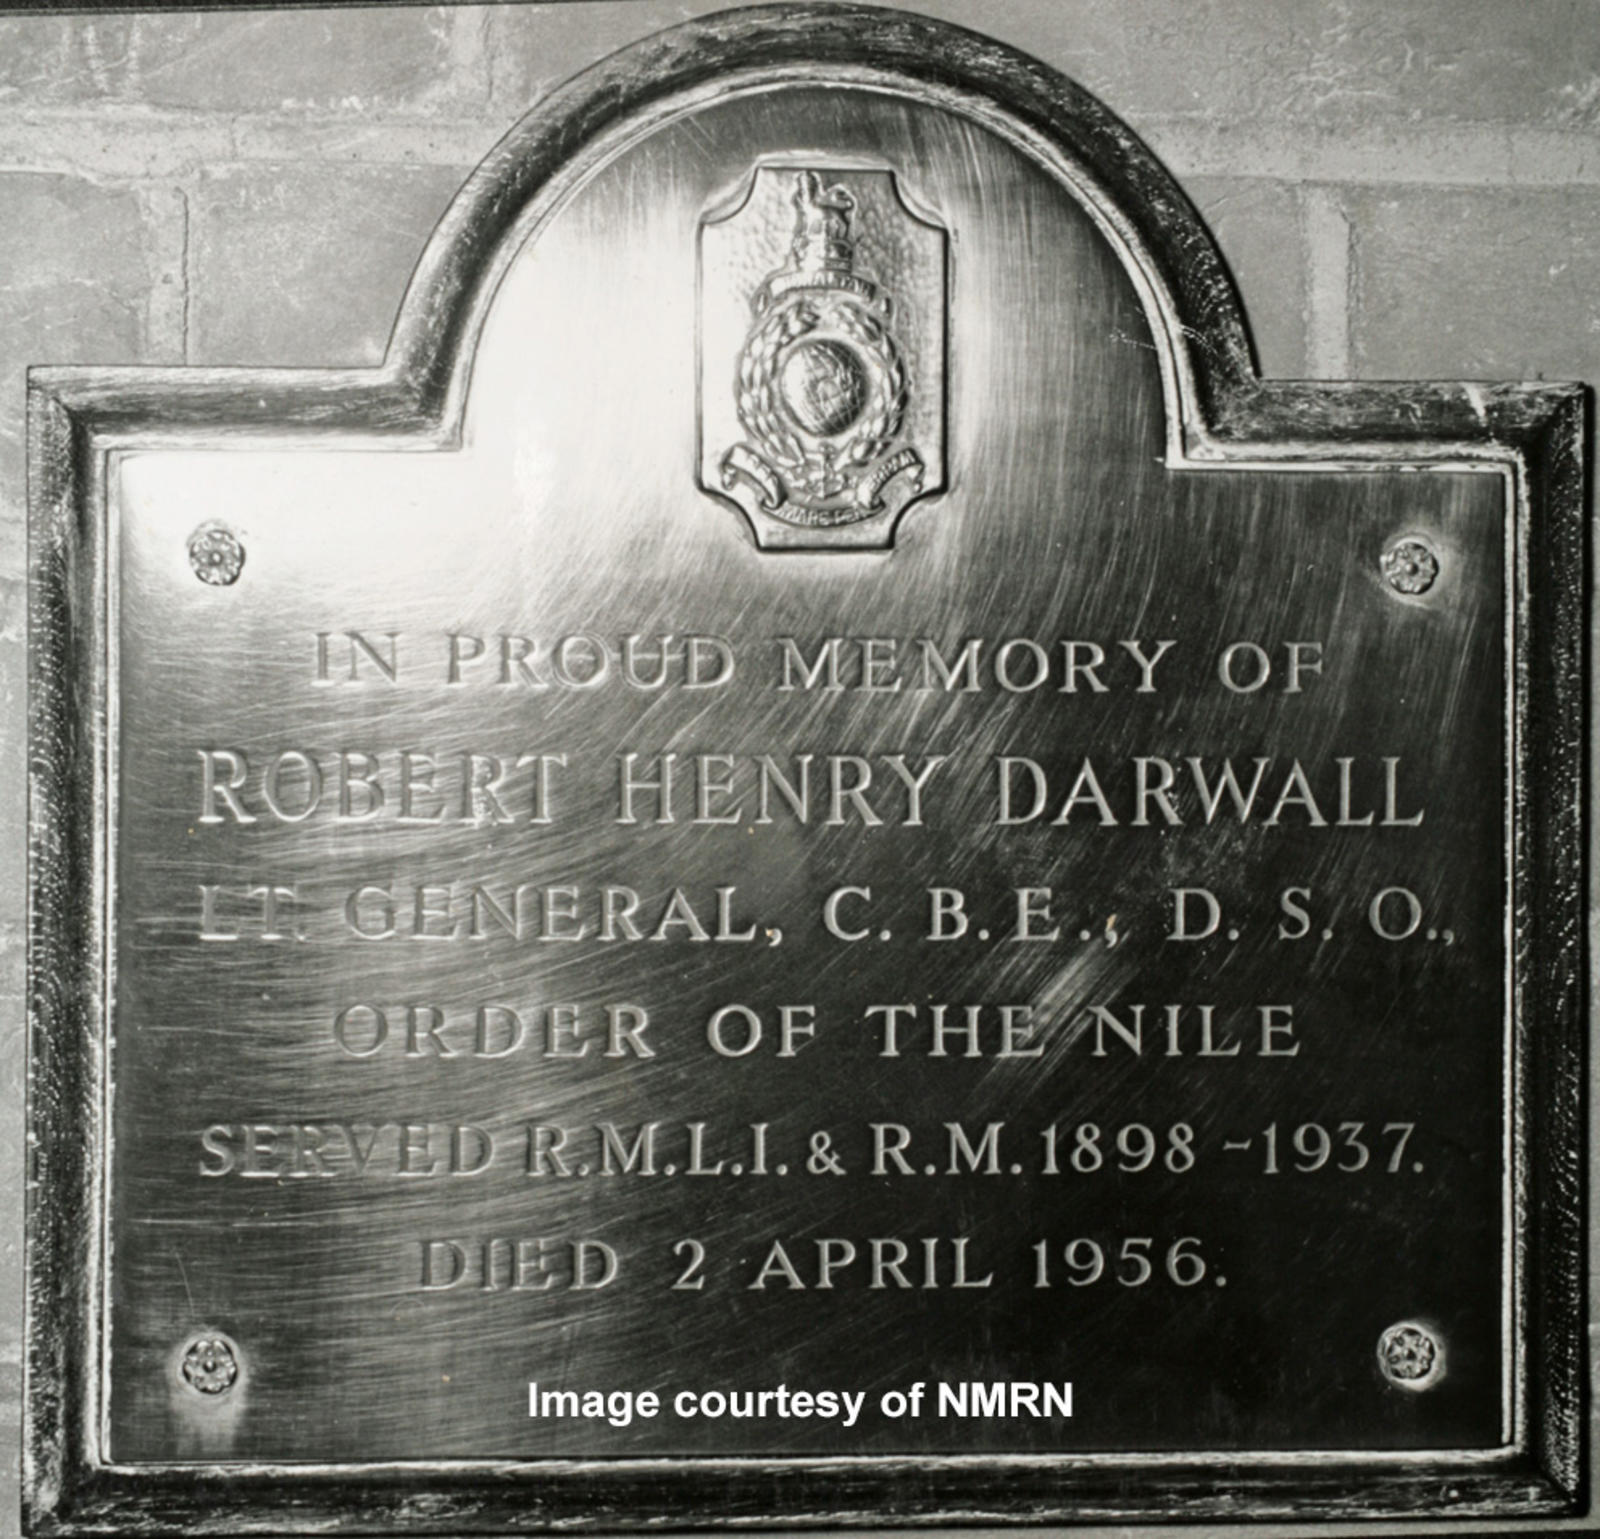 IN PROUD MEMORY OF
ROBERT HENRY DARWALL
LT. GENERAL, C. B. E., D. S. O.,
ORDER OF THE NILE
SERVED R.M.L.I. & R.M. 1898 - 1937.
DIED 2 APRIL 1956.
Image courtesy of NMRN